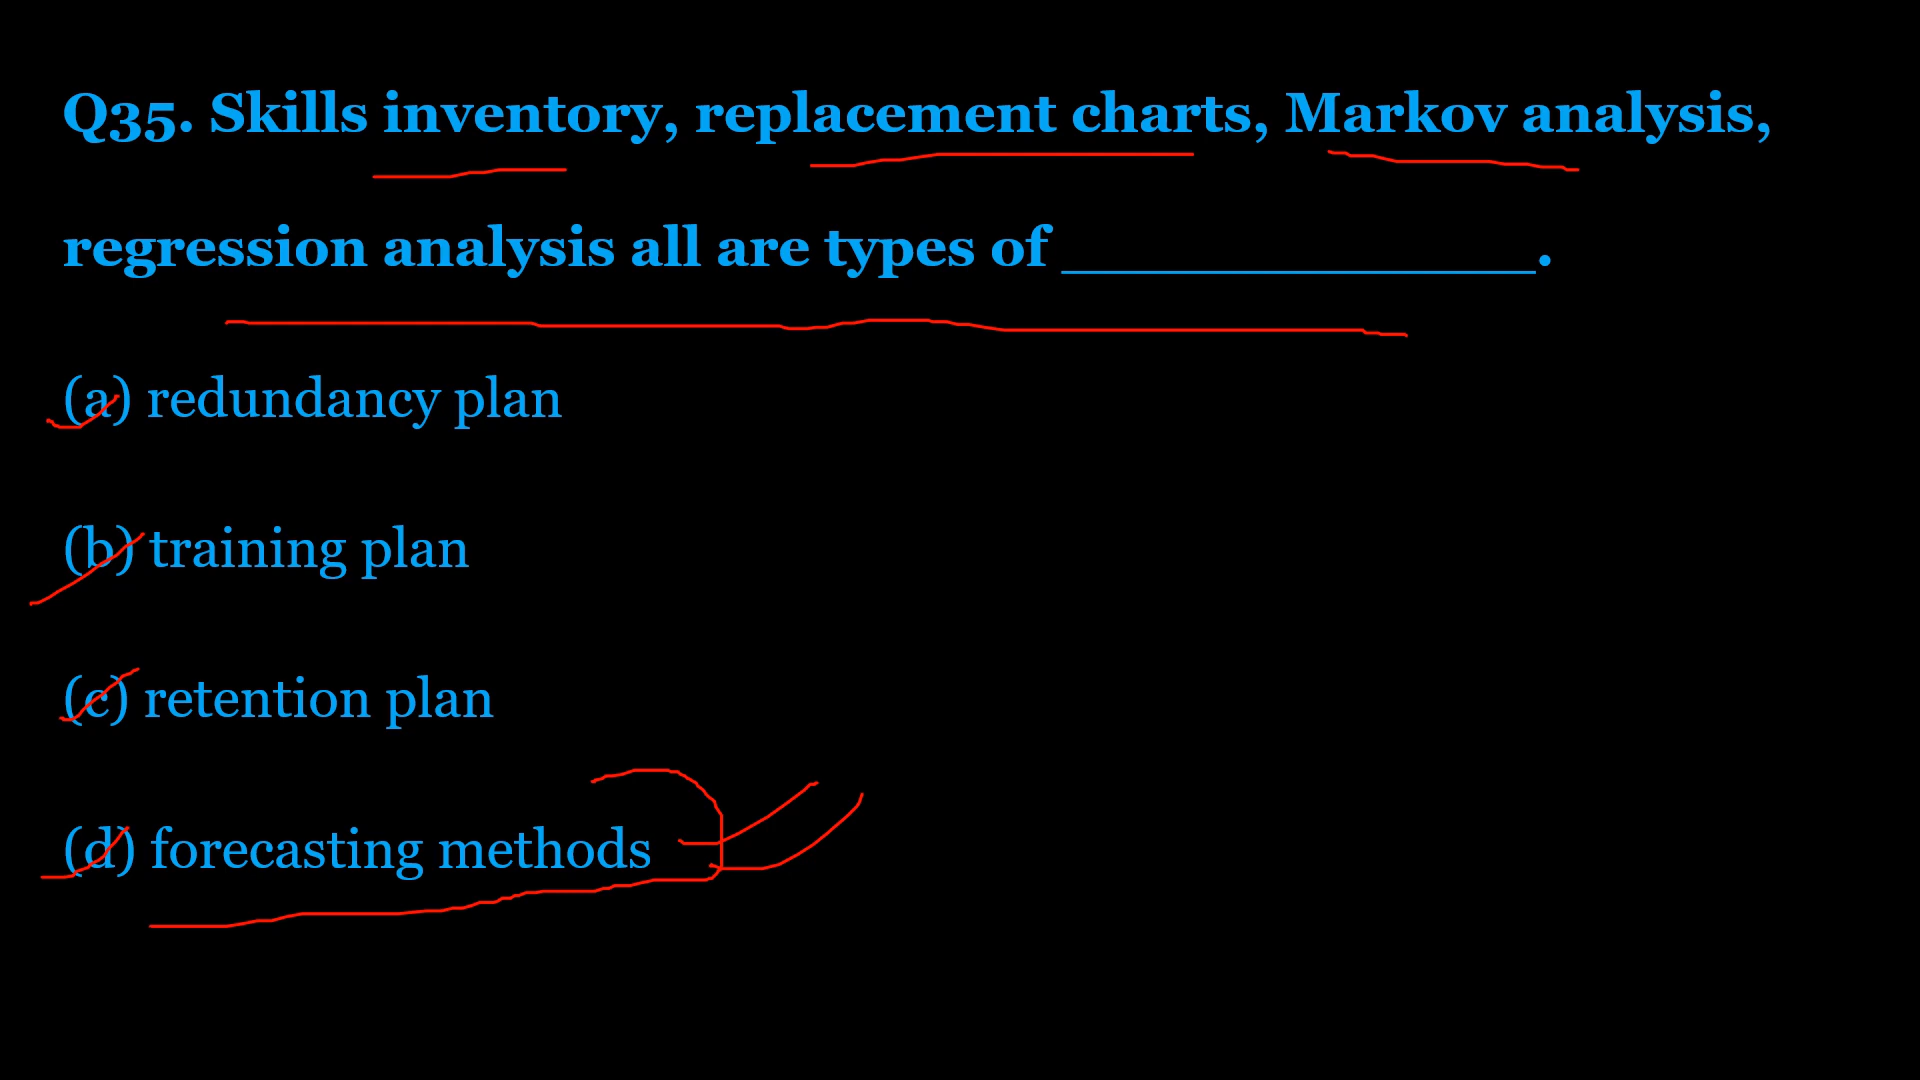 Q35. Skills inventory, replacement charts, Markov analysis,
regression analysis all are types of ______________.
(a) redundancy plan
(b) training plan
(c) retention plan
(d) forecasting methods